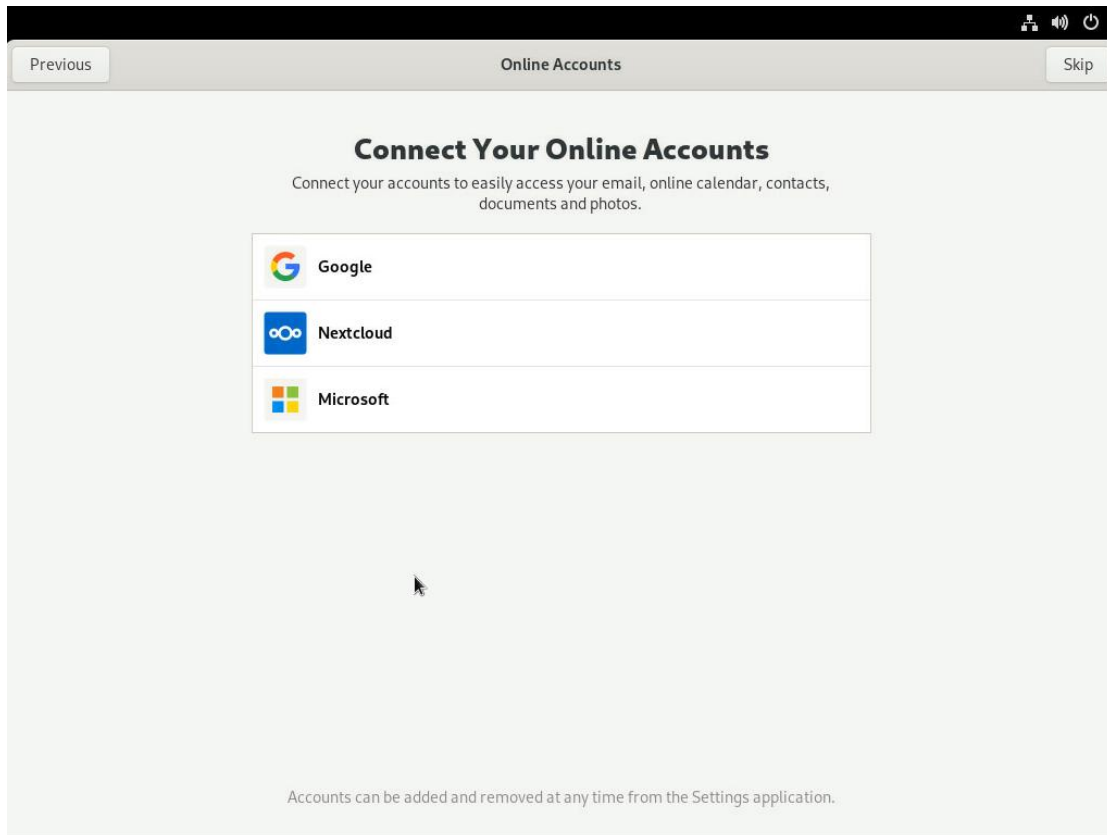 Previous
Online Accounts
Skip
Connect Your Online Accounts
Connect your accounts to easily access your email, online calendar, contacts,
documents and photos.
Google
Nextcloud
Microsoft
Accounts can be added and removed at any time from the Settings application.